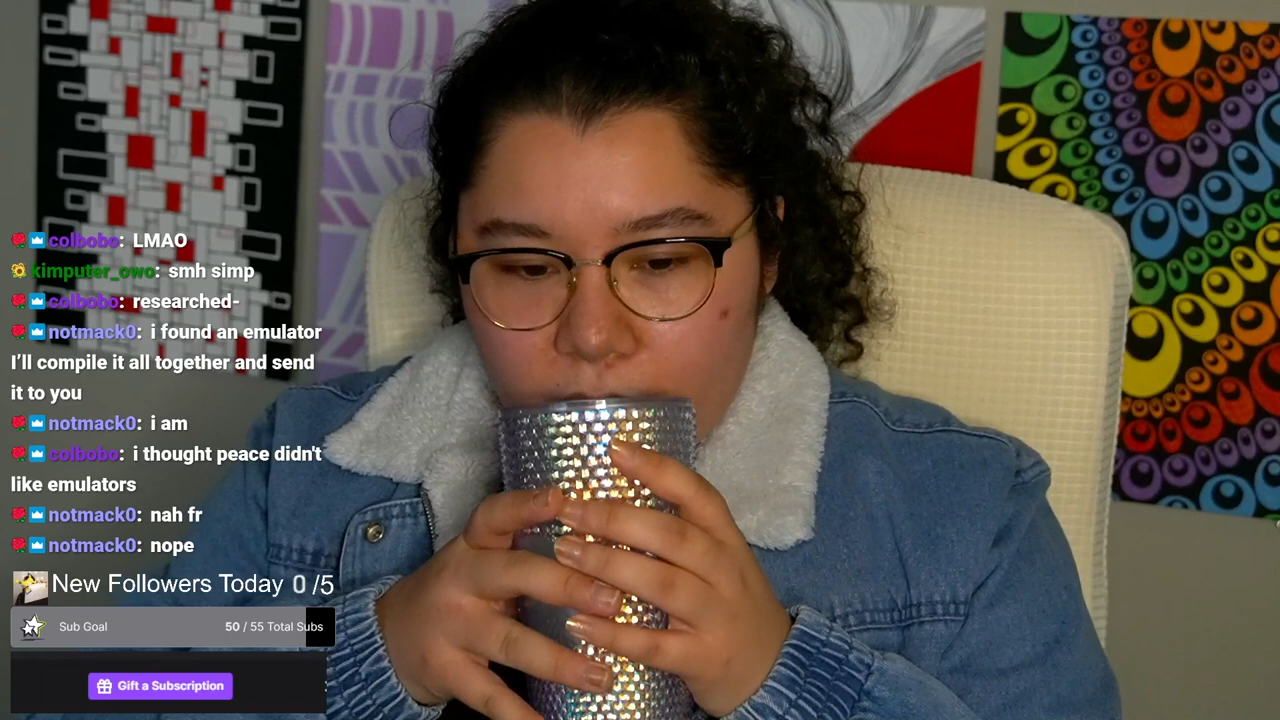 colbobo: LMAO
kimputer_owo: smh simp
colbobo: researched-
notmack0: i found an emulator
I'll compile it all together and send
it to you
notmack0: i am
colbobo: i thought peace didn't
like emulators
notmack0: nah fr
notmack0: nope
New Followers Today 0 /5
Sub Goal 50 / 55 Total Subs
Gift a Subscription